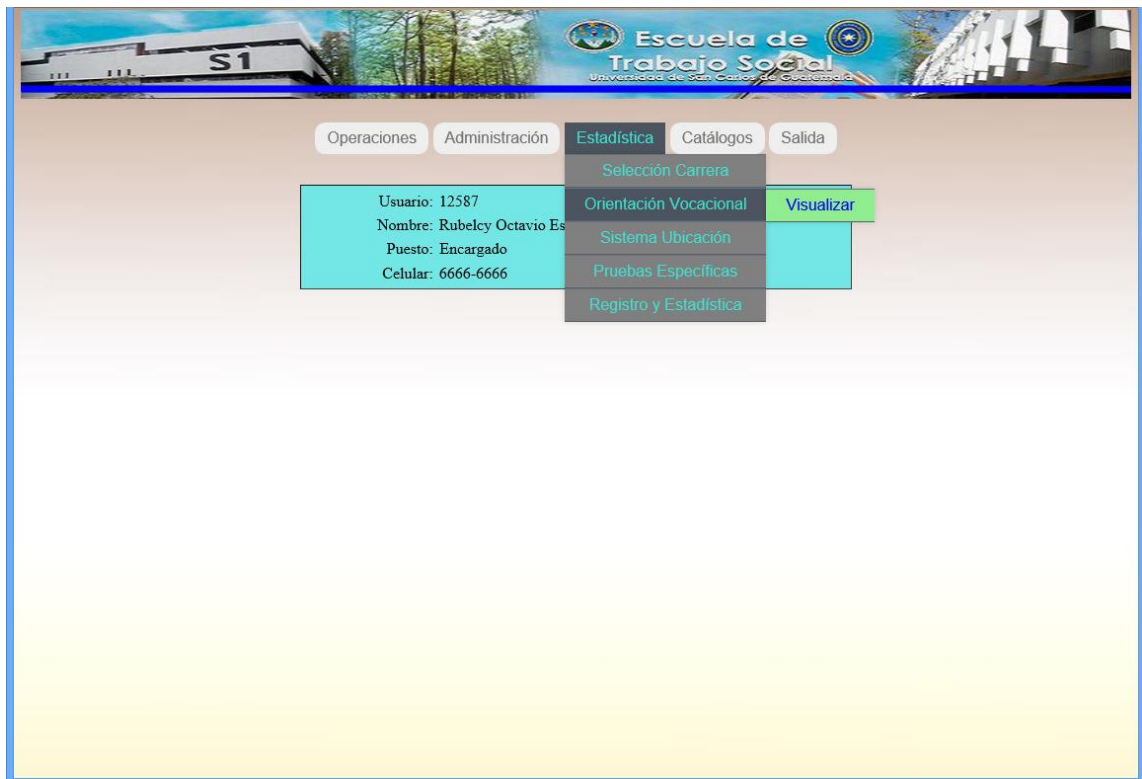 S1
Escuela de
Trabajo Social
Universidad de San Carlos de Guatemala
Operaciones Administración Estadística Catálogos Salida
Selección Carrera
Usuario: 12587
Orientación Vocacional Visualizar
Nombre: Rubelcy Octavio Es
Sistema Ubicación
Puesto: Encargado
Celular: 6666-6666
Pruebas Específicas
Registro y Estadística